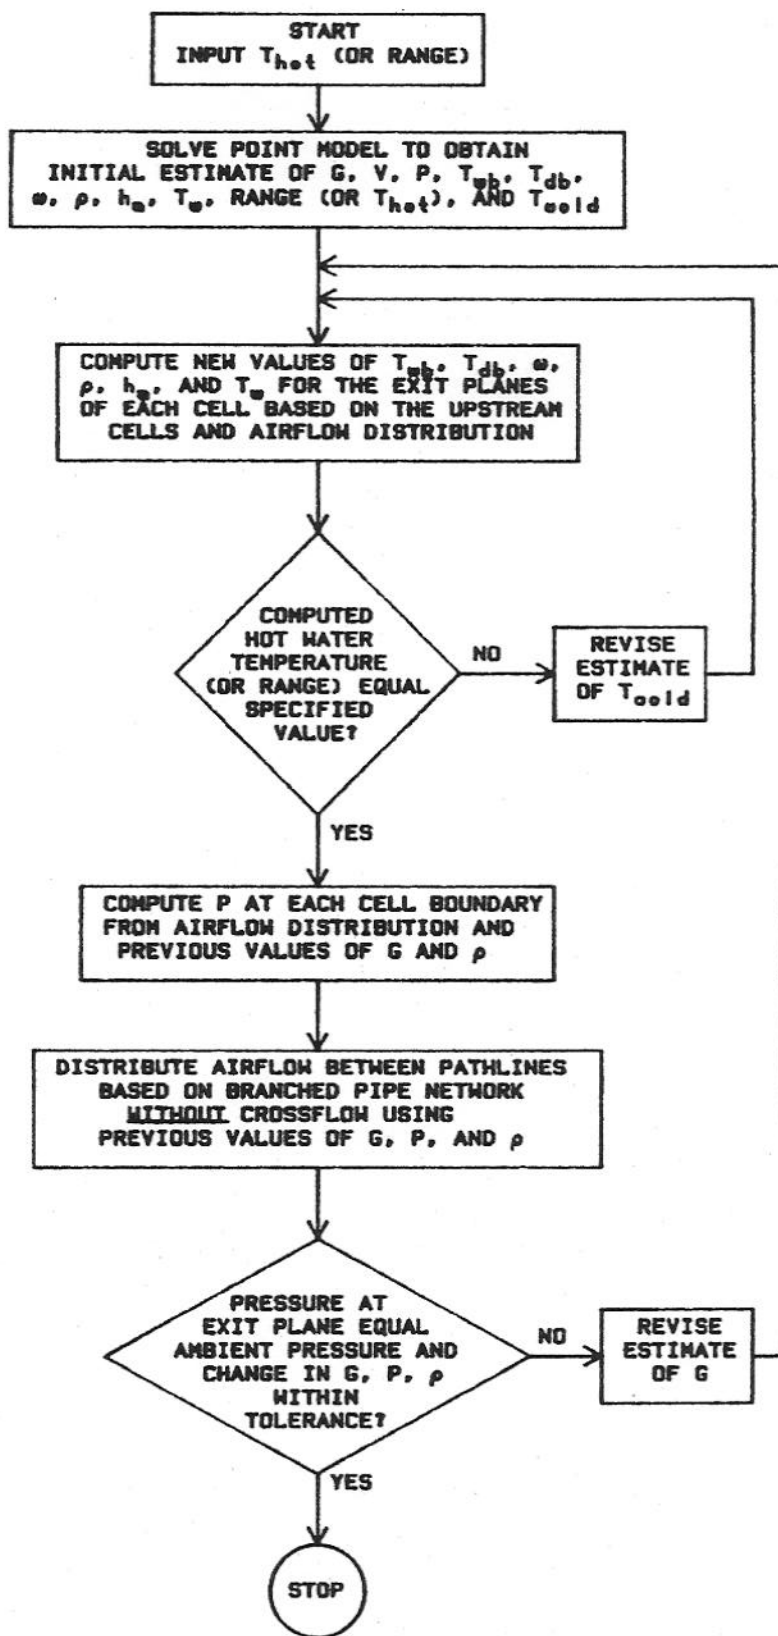 START
INPUT T_hot (OR RANGE)
SOLVE POINT MODEL TO OBTAIN
INITIAL ESTIMATE OF G, V, P, T_wb, T_db,
ω, ρ, h_a, T_w, RANGE (OR T_hot), AND T_cold
COMPUTE NEW VALUES OF T_wb, T_db, ω,
ρ, h_a, AND T_w FOR THE EXIT PLANES
OF EACH CELL BASED ON THE UPSTREAM
CELLS AND AIRFLOW DISTRIBUTION
COMPUTED
HOT WATER
TEMPERATURE
(OR RANGE) EQUAL
SPECIFIED
VALUE?
NO
REVISE
ESTIMATE
OF T_cold
YES
COMPUTE P AT EACH CELL BOUNDARY
FROM AIRFLOW DISTRIBUTION AND
PREVIOUS VALUES OF G AND ρ
DISTRIBUTE AIRFLOW BETWEEN PATHLINES
BASED ON BRANCHED PIPE NETWORK
WITHOUT CROSSFLOW USING
PREVIOUS VALUES OF G, P, AND ρ
PRESSURE AT
EXIT PLANE EQUAL
AMBIENT PRESSURE AND
CHANGE IN G, P, ρ
WITHIN
TOLERANCE?
NO
REVISE
ESTIMATE
OF G
YES
STOP